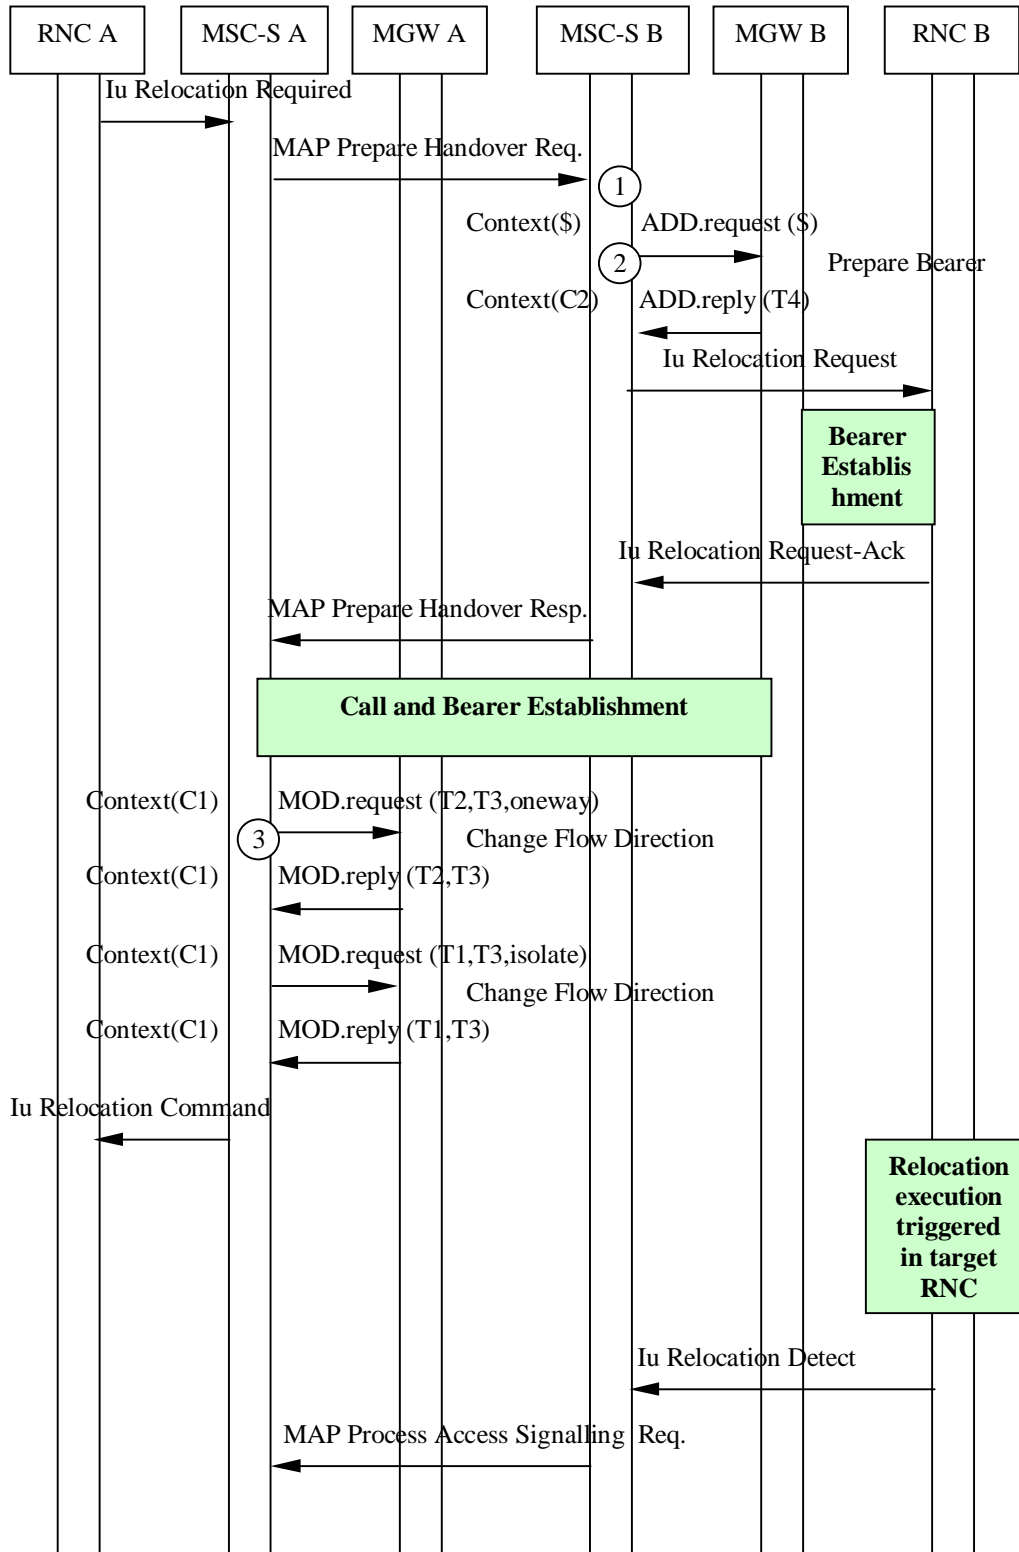 RNC A
MSC-S A
MGW A
MSC-S B
MGW B
RNC B
Iu Relocation Required
MAP Prepare Handover Req.
1
Context($)
ADD.request ($)
2
Prepare Bearer
Context(C2)
ADD.reply (T4)
Iu Relocation Request
Bearer
Establis
hment
Iu Relocation Request-Ack
MAP Prepare Handover Resp.
Call and Bearer Establishment
Context(C1)
MOD.request (T2,T3,oneway)
3
Change Flow Direction
Context(C1)
MOD.reply (T2,T3)
Context(C1)
MOD.request (T1,T3,isolate)
Change Flow Direction
Context(C1)
MOD.reply (T1,T3)
Iu Relocation Command
Relocation
execution
triggered
in target
RNC
Iu Relocation Detect
MAP Process Access Signalling Req.